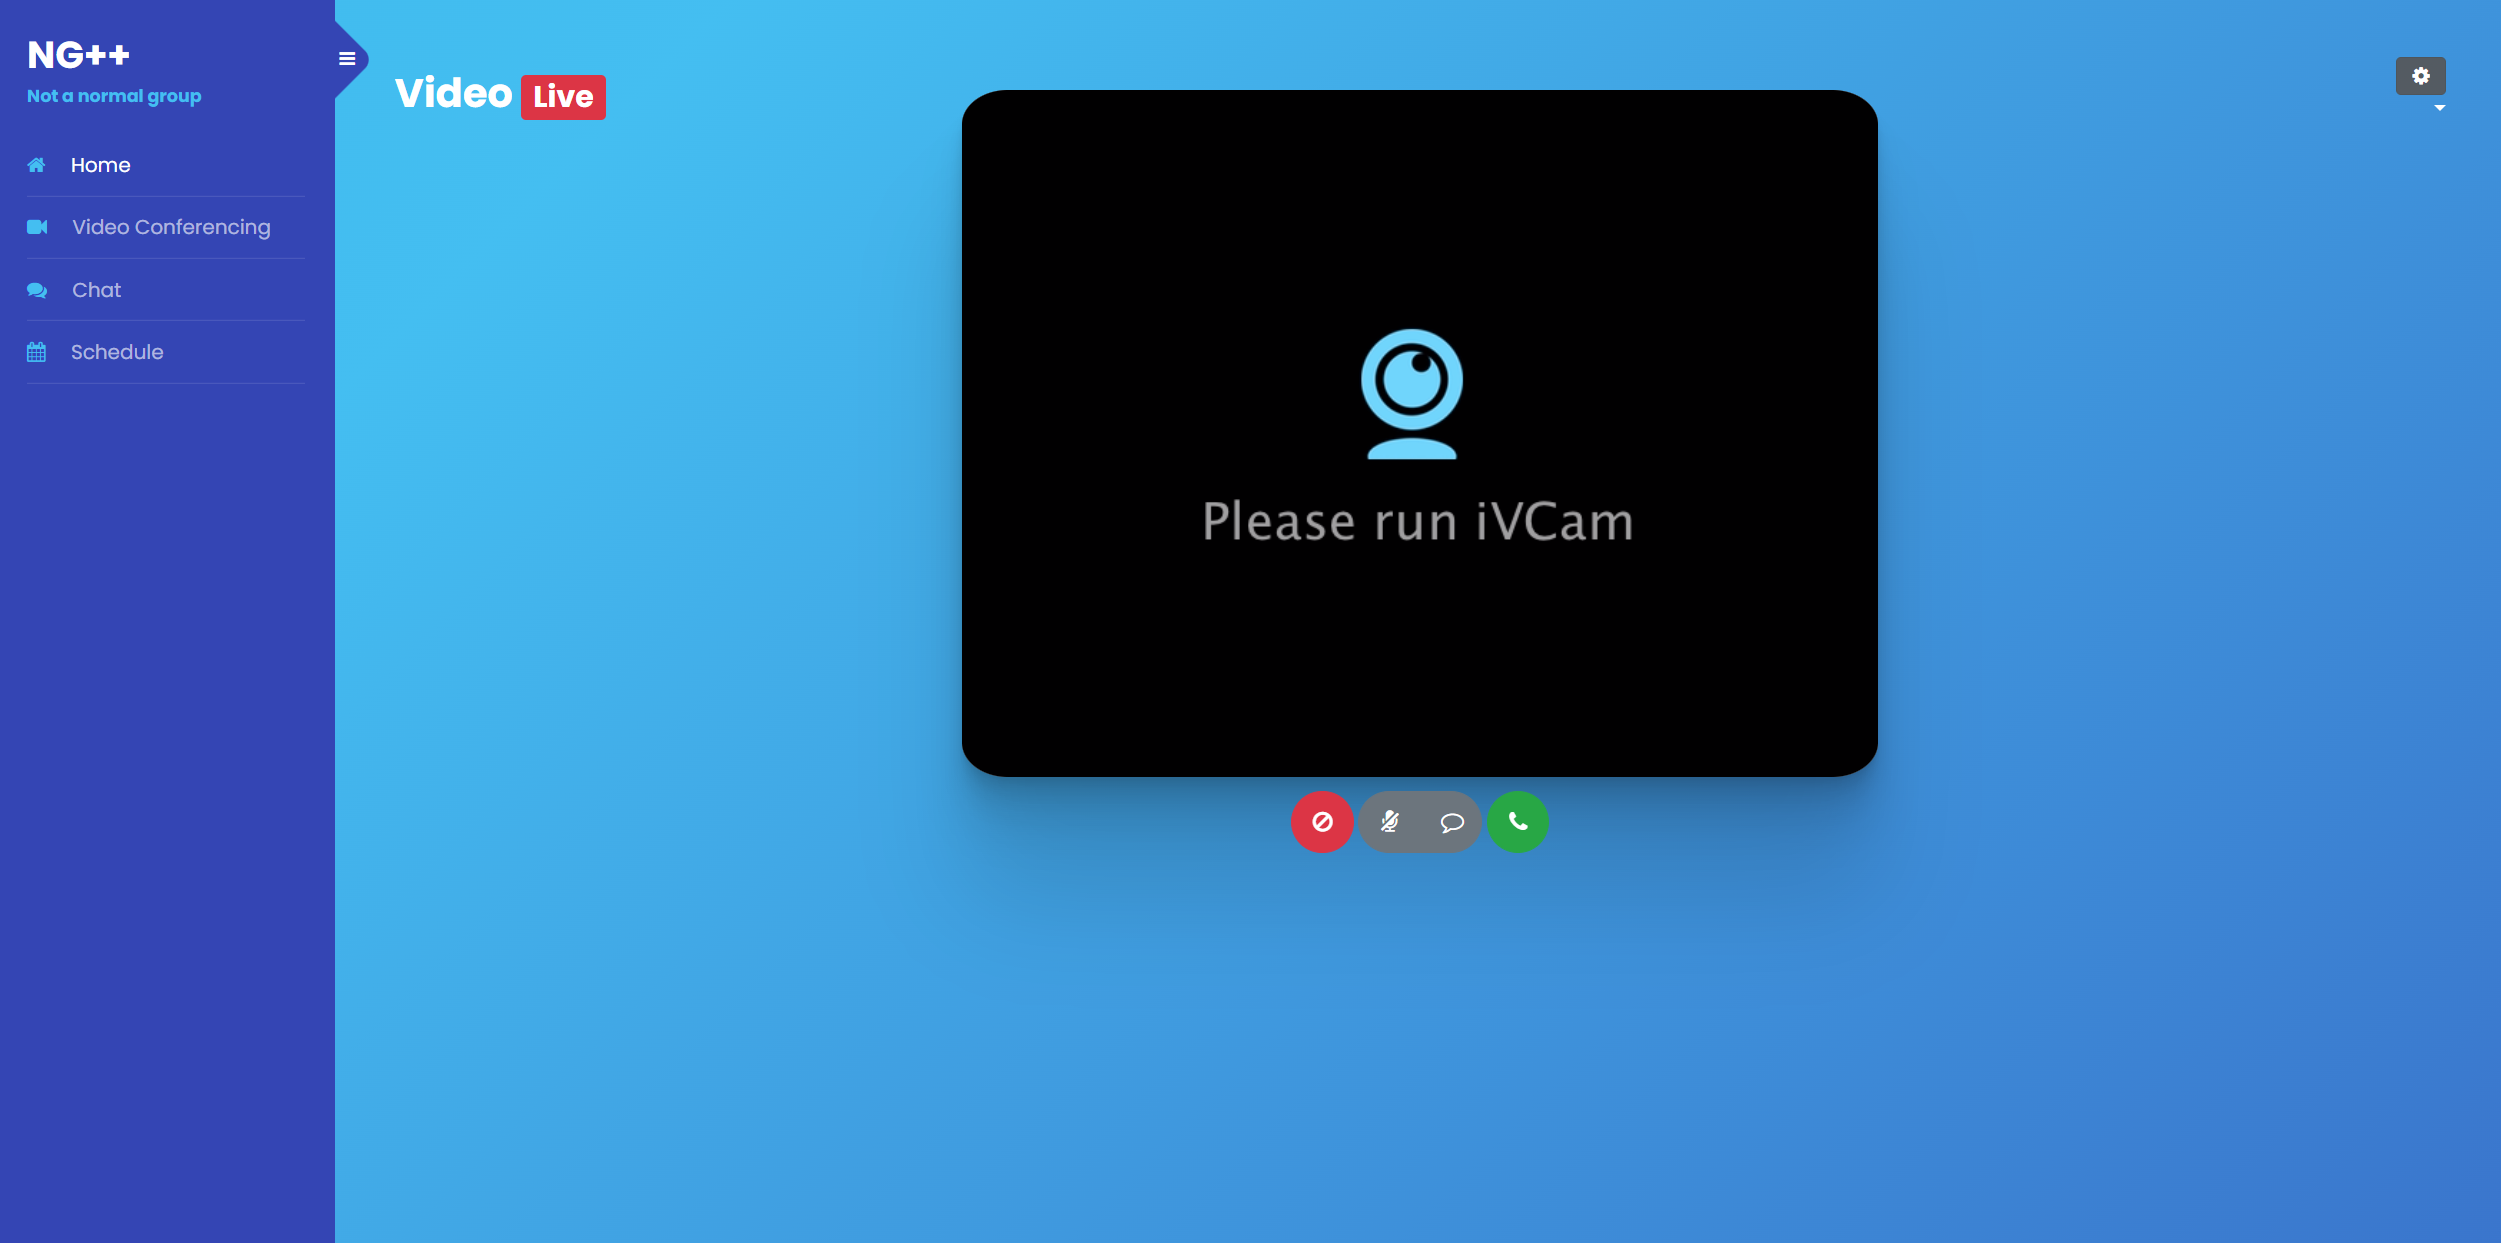 NG++
Not a normal group
Home
Video Conferencing
Chat
Schedule
Video Live
Please run iVCam